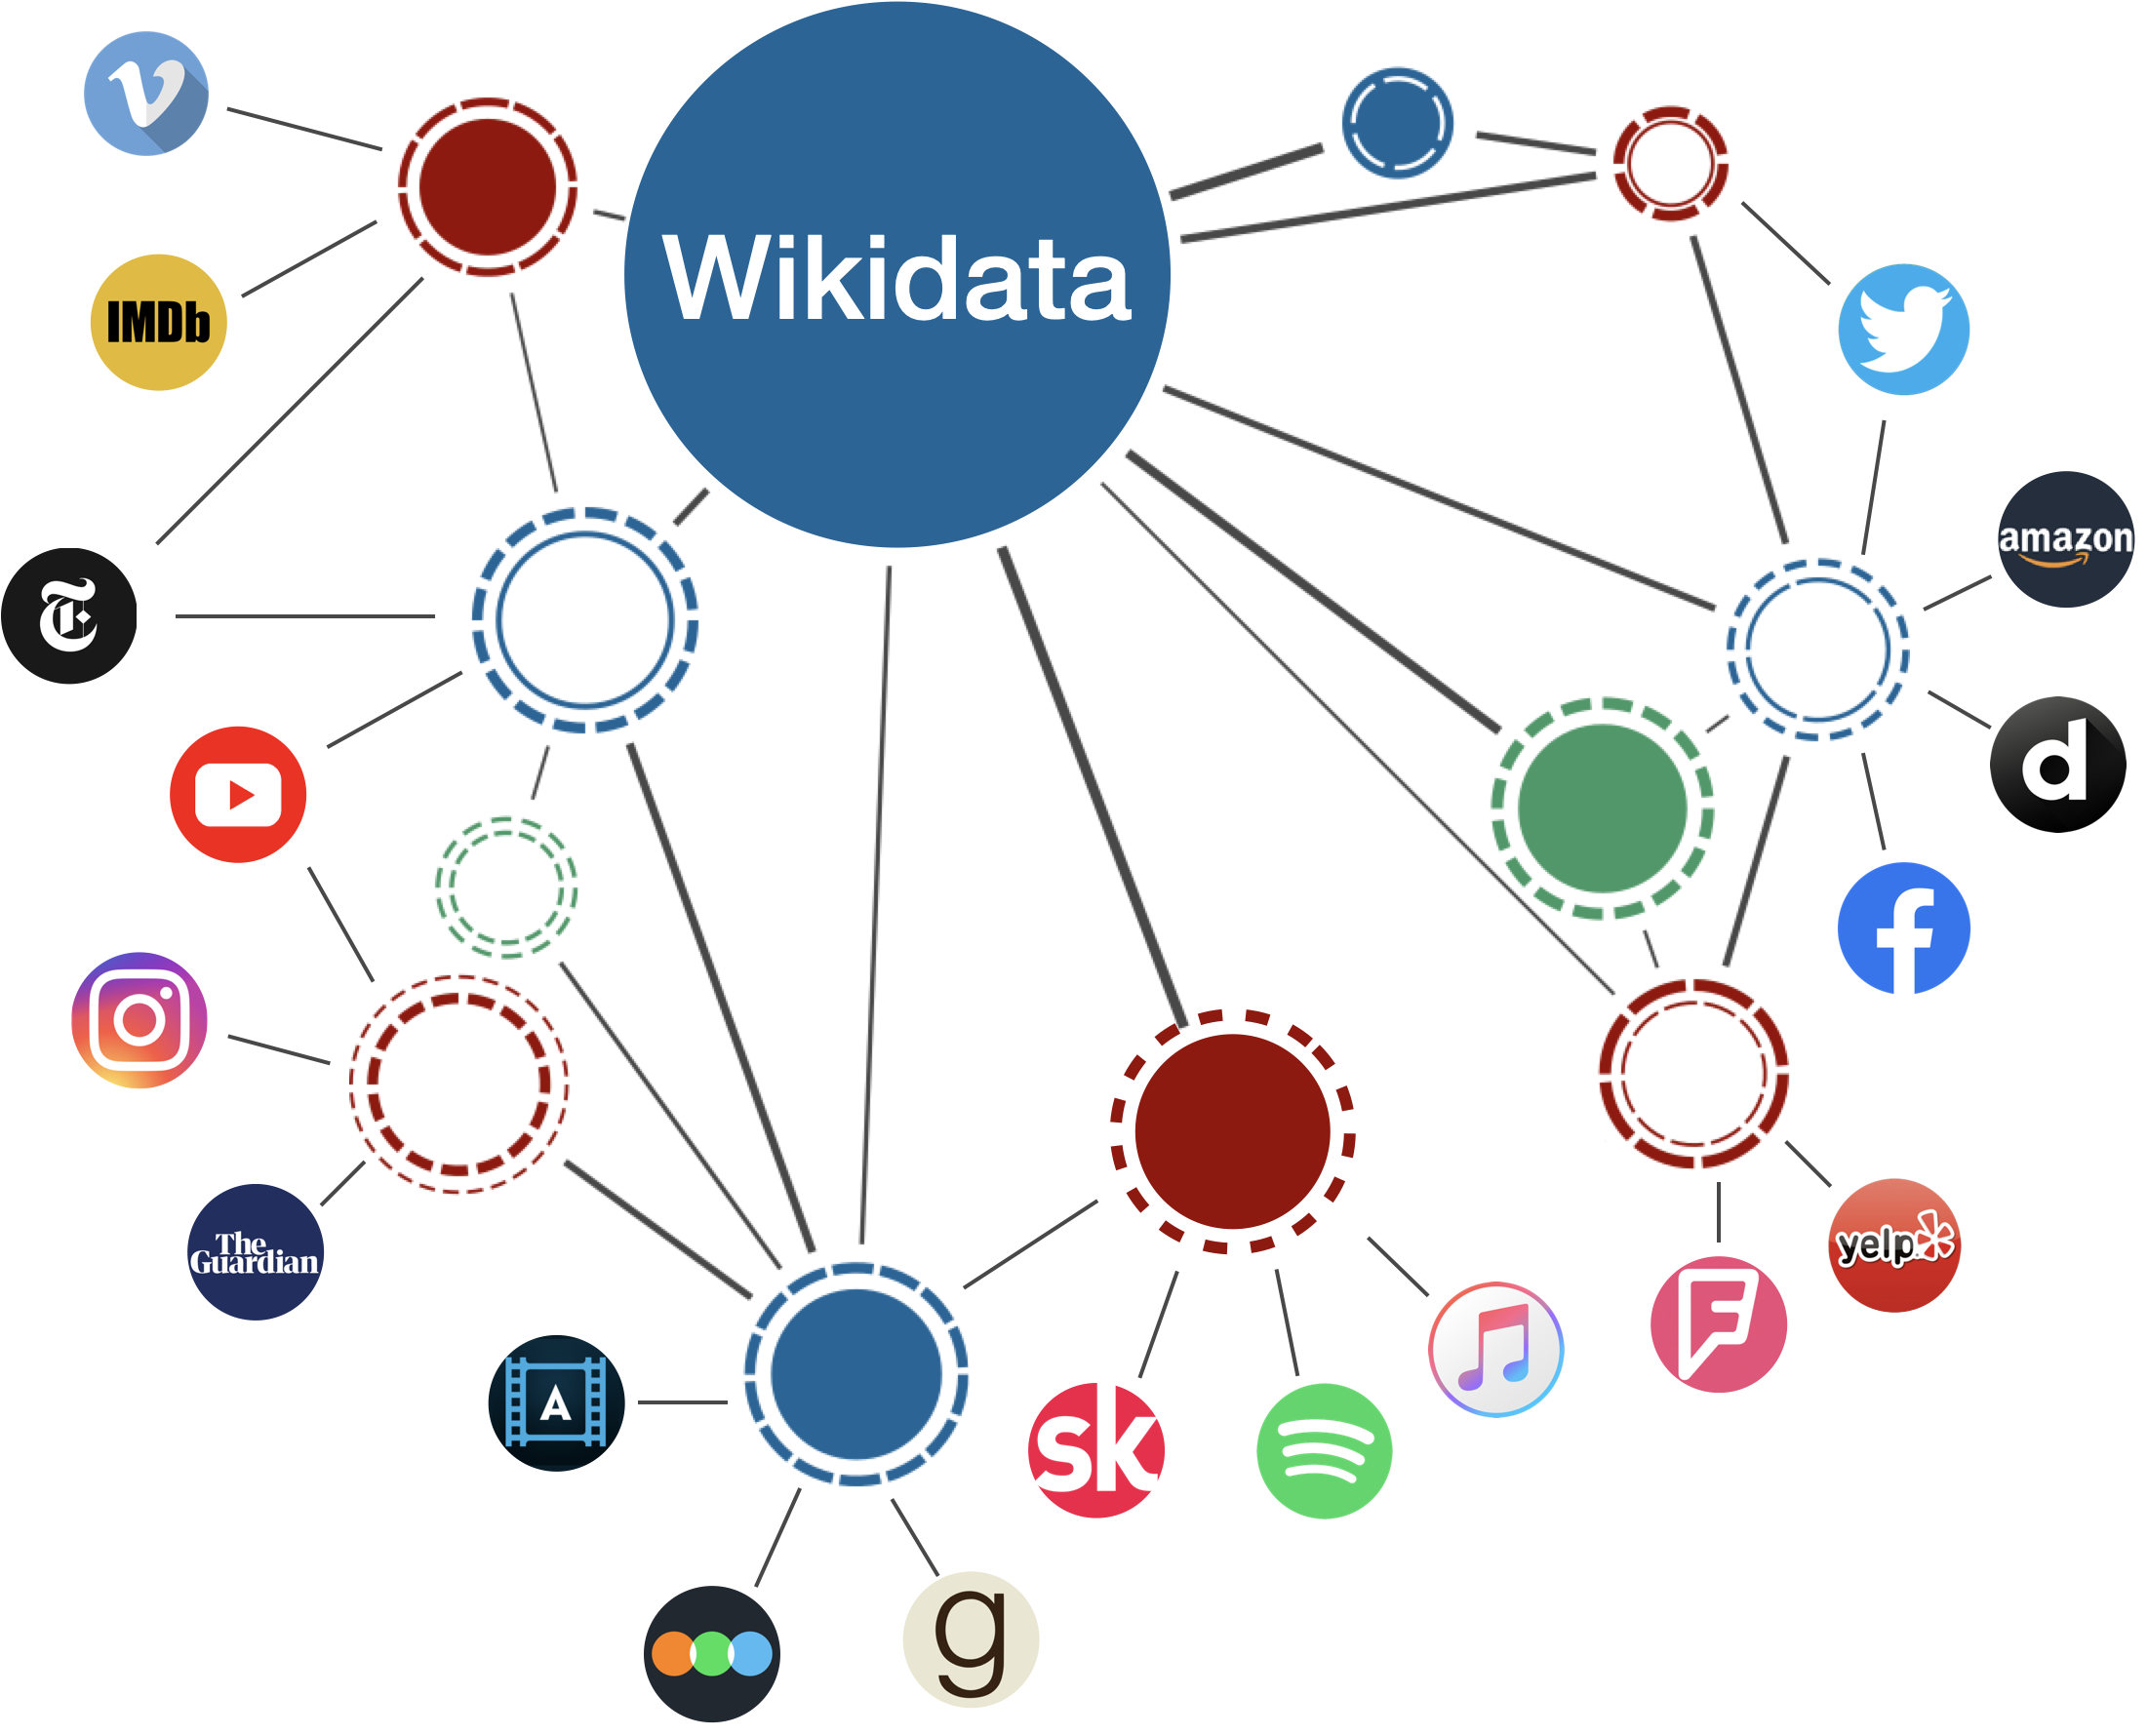 Wikidata
IMDb
amazon
T
d
f
The
Guardian
yelp
A
sk
F
g